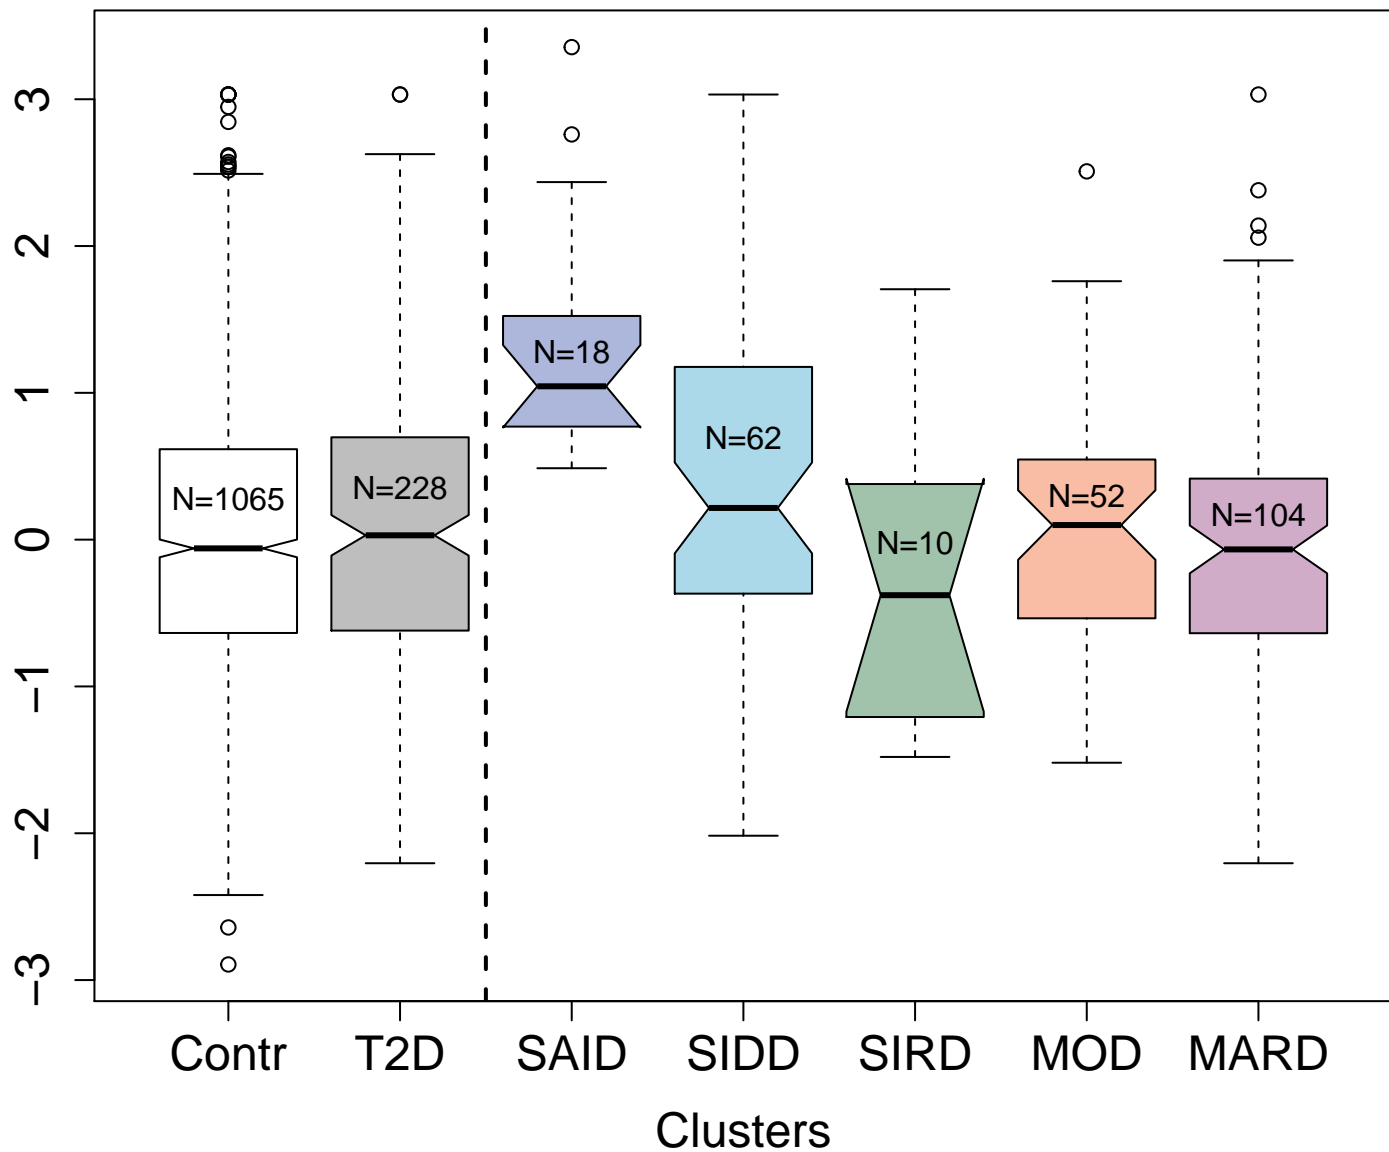 3
2
1
0
−1
−2
−3
N=1065
N=228
N=18
N=62
N=10
N=52
N=104
Contr T2D SAID SIDD SIRD MOD MARD
Clusters